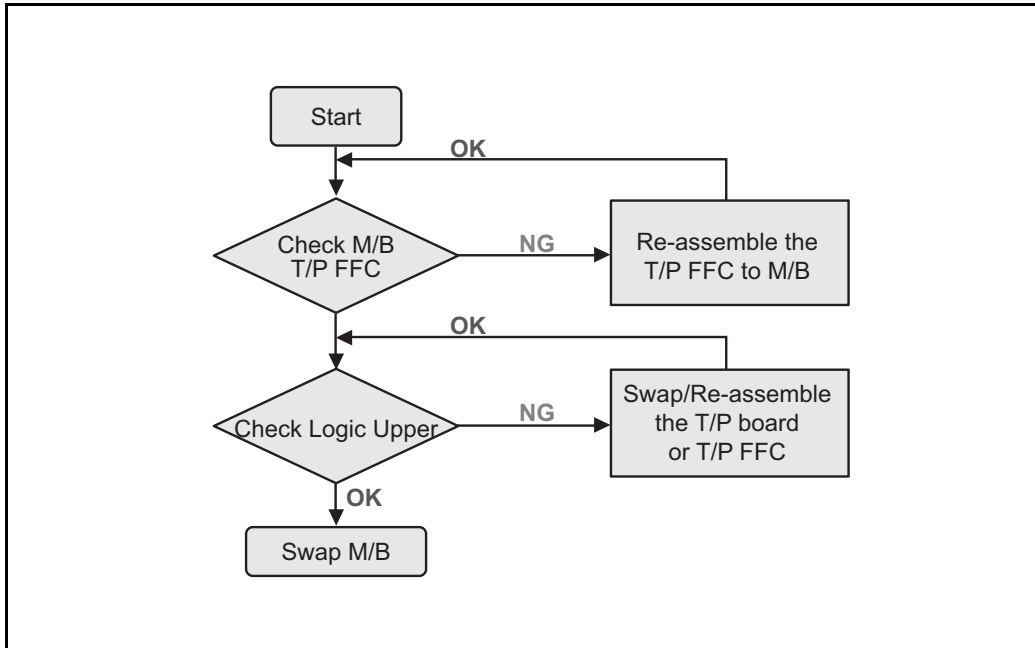 Start
OK
Check M/B
T/P FFC
NG
Re-assemble the
T/P FFC to M/B
OK
Check Logic Upper
NG
Swap/Re-assemble
the T/P board
or T/P FFC
OK
Swap M/B